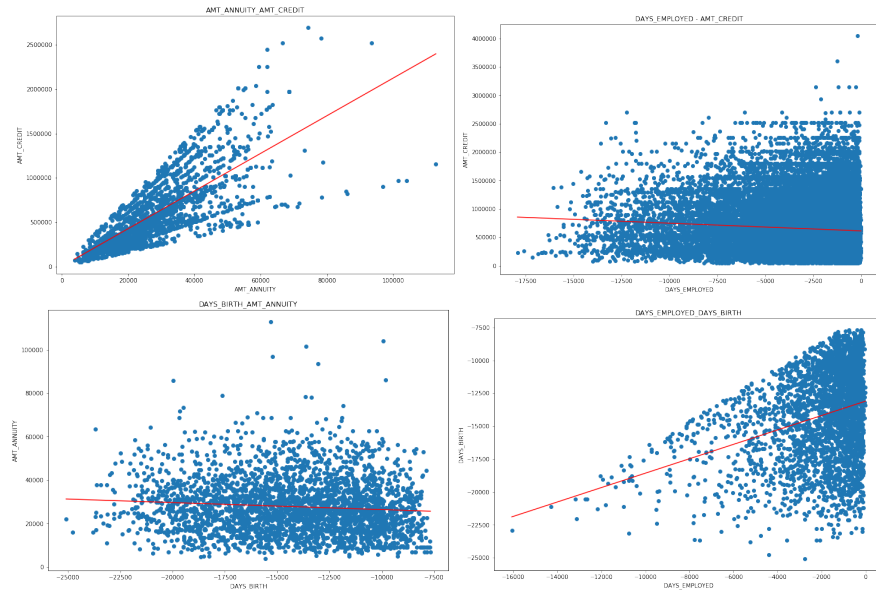 AMT_ANNUITY_AMT_CREDIT
2500000
2000000
1500000
1000000
500000
0
AMT_CREDIT
0 20000 40000 60000 80000 100000
AMT_ANNUITY
DAYS_EMPLOYED - AMT_CREDIT
4000000
3500000
3000000
2500000
2000000
1500000
1000000
500000
0
AMT_CREDIT
−17500 −15000 −12500 −10000 −7500 −5000 −2500 0
DAYS_EMPLOYED
DAYS_BIRTH_AMT_ANNUITY
100000
80000
60000
40000
20000
0
AMT_ANNUITY
−25000 −22500 −20000 −17500 −15000 −12500 −10000 −7500
DAYS_BIRTH
DAYS_EMPLOYED_DAYS_BIRTH
−7500
−10000
−12500
−15000
−17500
−20000
−22500
−25000
DAYS_BIRTH
−16000 −14000 −12000 −10000 −8000 −6000 −4000 −2000 0
DAYS_EMPLOYED